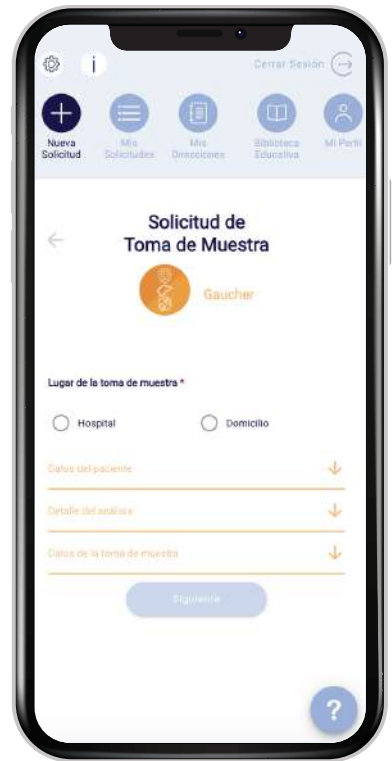 i
Cerrar Sesión
Nueva Solicitud
Mis Solicitudes
Mis Direcciones
Biblioteca Educativa
Mi Perfil
Solicitud de
Toma de Muestra
Gaucher
Lugar de la toma de muestra *
Hospital
Domicilio
Datos del paciente
Detalle del análisis
Datos de la toma de muestra
Siguiente
?